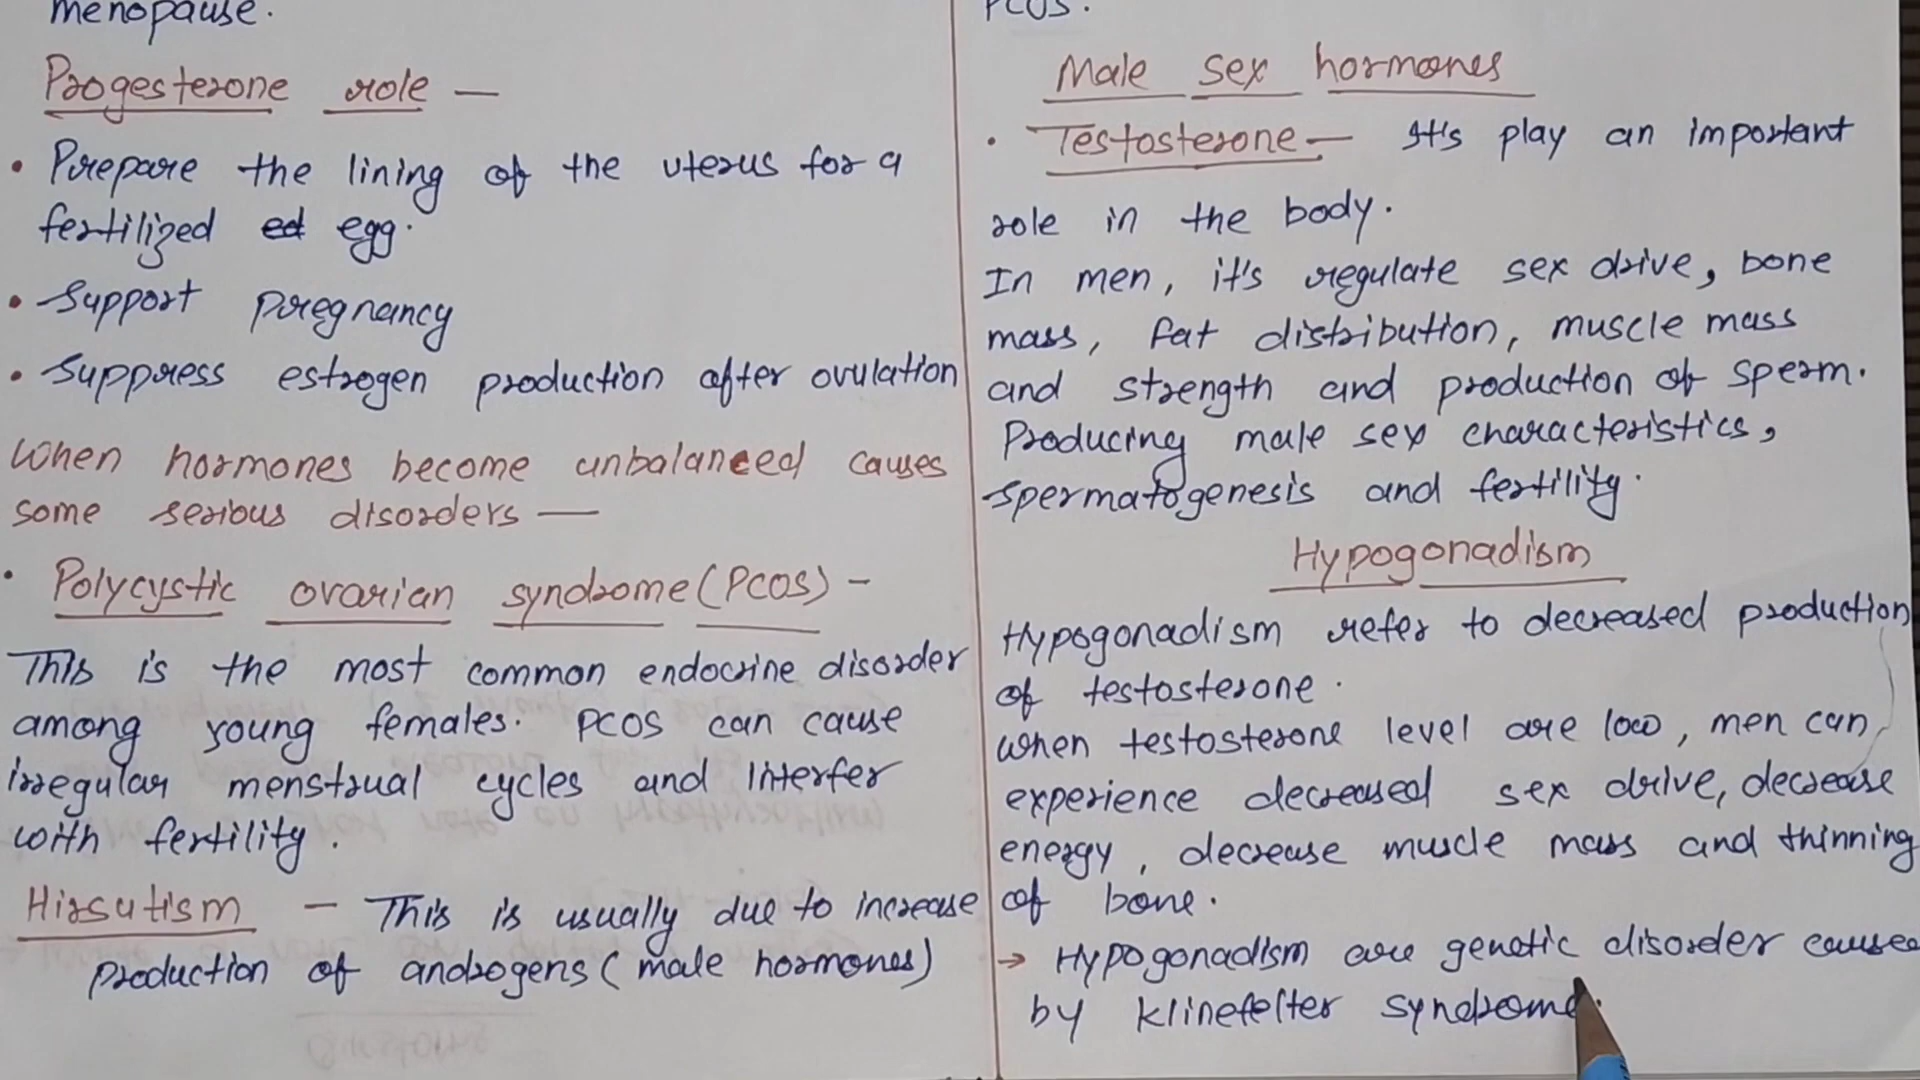 menopause.
Progesterone role —
• Prepare the lining of the uterus for a
fertilized ed egg.
• Support pregnancy
• Suppress estrogen production after ovulation
When hormones become unbalanced causes
some serious disorders —
• Polycystic ovarian syndrome (PCOS) -
This is the most common endocrine disorder
among young females. PCOS can cause
irregular menstrual cycles and Interfer
with fertility.
Hirsutism — This is usually due to increase
production of androgens (male hormones)
PCOS.
Male sex hormones
• Testosterone — It's play an important
role in the body.
In men, it's regulate sex drive, bone
mass, fat distribution, muscle mass
and strength and production of sperm.
Producing male sex characteristics,
spermatogenesis and fertility.
Hypogonadism
Hypogonadism refer to decreased production
of testosterone.
when testosterone level are low, men can
experience decreased sex drive, decrease
energy, decrease muscle mass and thinning
of bone.
→ Hypogonadism are genetic disorder caused
by Klinefelter syndrome.